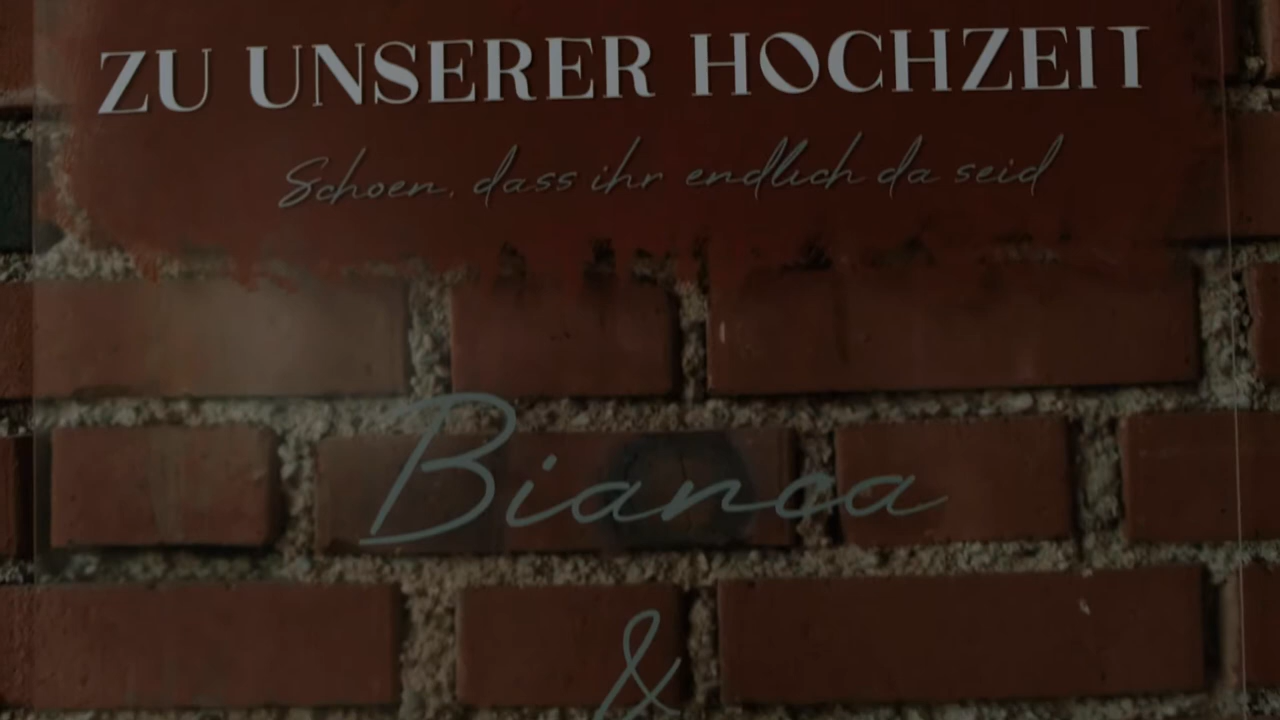 ZU UNSERER HOCHZEIT
Schoen, dass ihr endlich da seid
Bianca
&